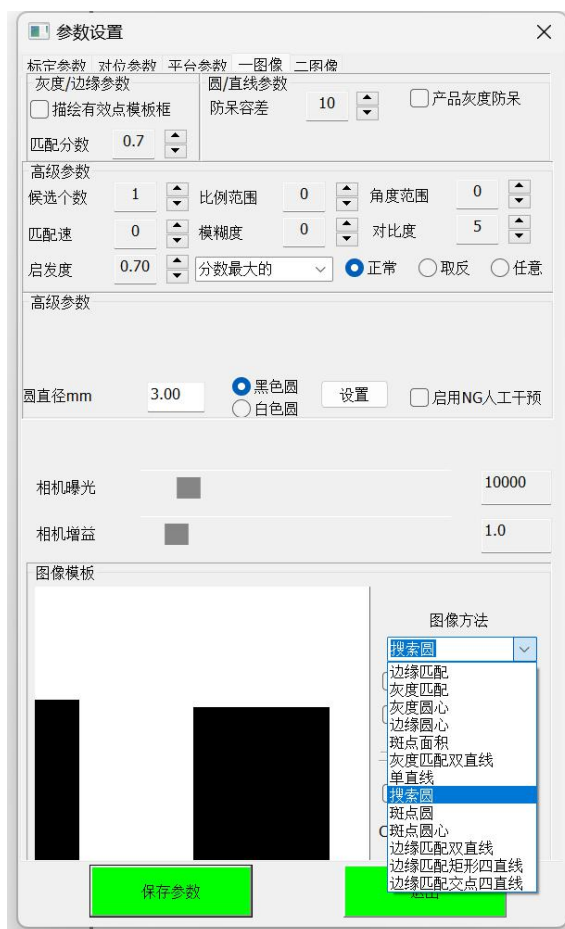 参数设置
标定参数 对位参数 平台参数 一图像 二图像
灰度/边缘参数 圆/直线参数
描绘有效点模板框 防呆容差 10 产品灰度防呆
匹配分数 0.7
高级参数
候选个数 1 比例范围 0 角度范围 0
匹配速 0 模糊度 0 对比度 5
启发度 0.70 分数最大的 正常 取反 任意
高级参数
圆直径mm 3.00 黑色圆 设置 启用NG人工干预
白色圆
相机曝光 10000
相机增益 1.0
图像模板
图像方法
搜索圆
边缘匹配
灰度匹配
灰度圆心
边缘圆心
斑点面积
灰度匹配双直线
单直线
搜索圆
斑点圆
斑点圆心
边缘匹配双直线
边缘匹配矩形四直线
边缘匹配交点四直线
保存参数